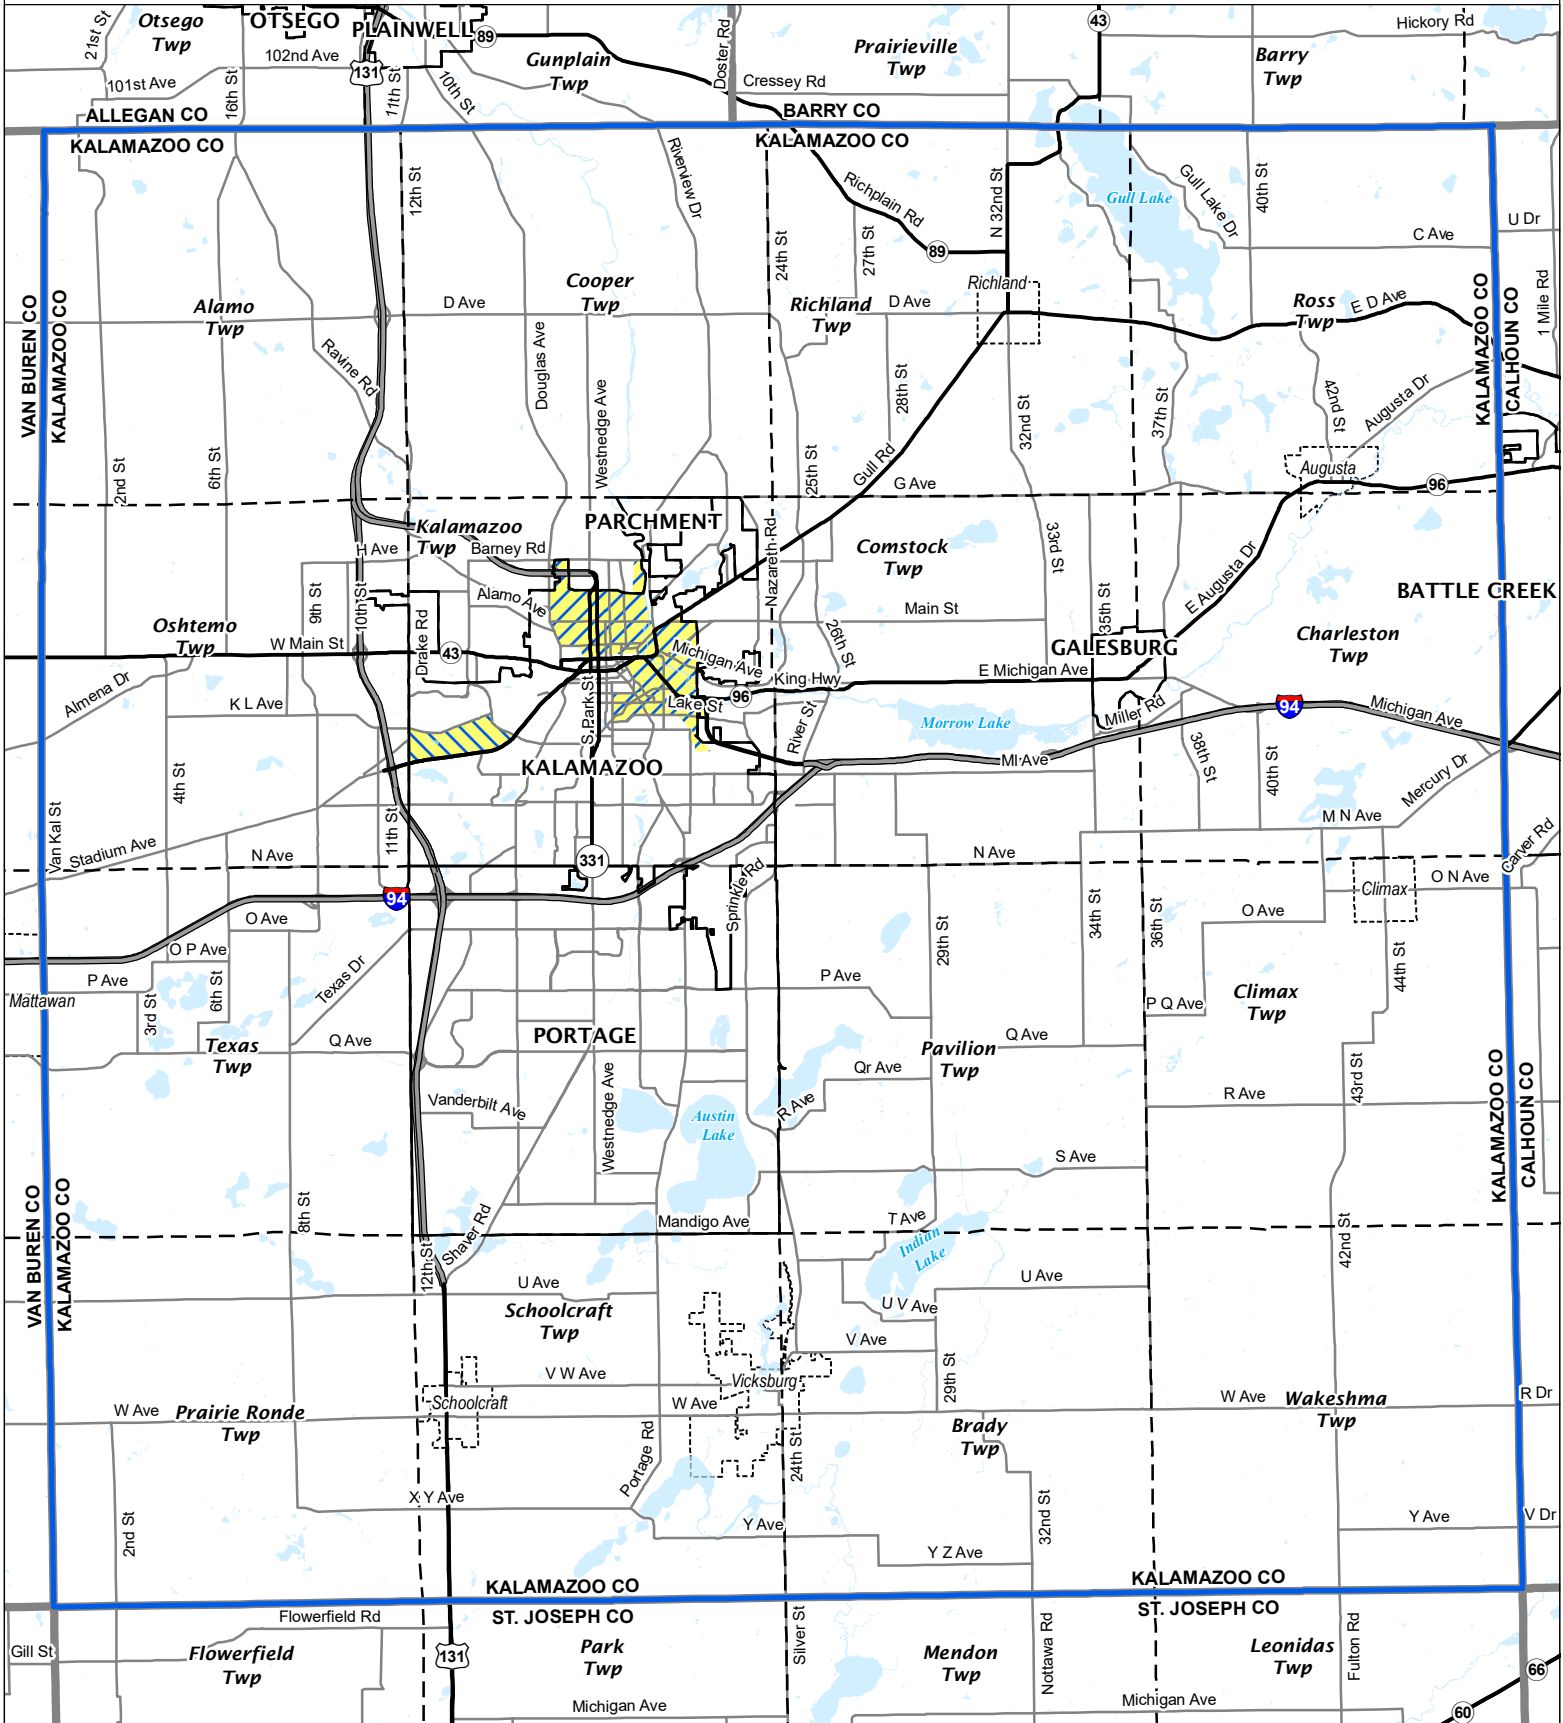 21st St
Otsego
Twp
16th St
OTSEGO
102nd Ave
101st Ave
PLAINWELL
89
131
11th St
10th St
Gunplain
Twp
Doster Rd
Cressey Rd
Prairieville
Twp
43
Barry
Twp
Hickory Rd
ALLEGAN CO
KALAMAZOO CO
BARRY CO
KALAMAZOO CO
12th St
Riverview Dr
Richplain Rd
N 32nd St
Gull Lake
Gull Lake Dr
40th St
U Dr
C Ave
24th St
27th St
89
Richland
VAN BUREN CO
KALAMAZOO CO
Alamo
Twp
D Ave
Cooper
Twp
Richland
Twp
D Ave
Ross
Twp
E D Ave
KALAMAZOO CO
CALHOUN CO
1 Mile Rd
Ravine Rd
Douglas Ave
Westnedge Ave
28th St
32nd St
37th St
42nd St
Augusta Dr
2nd St
6th St
25th St
Gull Rd
G Ave
Augusta
96
Kalamazoo
Twp
PARCHMENT
Nazareth Rd
Comstock
Twp
33rd St
E Augusta Dr
BATTLE CREEK
H Ave
Barney Rd
9th St
10th St
Alamo Ave
Main St
35th St
Drake Rd
Oshtemo
Twp
W Main St
43
Michigan Ave
26th St
GALESBURG
Charleston
Twp
Almena Dr
K L Ave
S Park St
Lake St
96
King Hwy
E Michigan Ave
Morrow Lake
Miller Rd
94
Michigan Ave
River St
4th St
KALAMAZOO
MI Ave
38th St
40th St
Mercury Dr
Van Kal St
Stadium Ave
11th St
N Ave
331
N Ave
M N Ave
Carver Rd
94
Sprinkle Rd
Climax
O N Ave
O Ave
O P Ave
29th St
34th St
36th St
O Ave
44th St
P Ave
Mattawan
3rd St
6th St
Texas Dr
P Ave
P Q Ave
Climax
Twp
Texas
Twp
Q Ave
PORTAGE
Pavilion
Twp
Q Ave
Qr Ave
43rd St
R Ave
Vanderbilt Ave
Westnedge Ave
Austin
Lake
R Ave
KALAMAZOO CO
CALHOUN CO
S Ave
VAN BUREN CO
KALAMAZOO CO
8th St
12th St
Shaver Rd
Mandigo Ave
T Ave
Indian
Lake
42nd St
U Ave
U Ave
Schoolcraft
Twp
U V Ave
V Ave
V W Ave
Vicksburg
29th St
Schoolcraft
W Ave
Prairie Ronde
Twp
W Ave
Portage Rd
24th St
Brady
Twp
W Ave
Wakeshma
Twp
R Dr
X Y Ave
2nd St
Y Ave
32nd St
Y Z Ave
Y Ave
V Dr
KALAMAZOO CO
ST. JOSEPH CO
KALAMAZOO CO
ST. JOSEPH CO
Flowerfield Rd
Gill St
Flowerfield
Twp
131
Park
Twp
Silver St
Mendon
Twp
Nottawa Rd
Leonidas
Twp
Fulton Rd
66
Michigan Ave
Michigan Ave
60